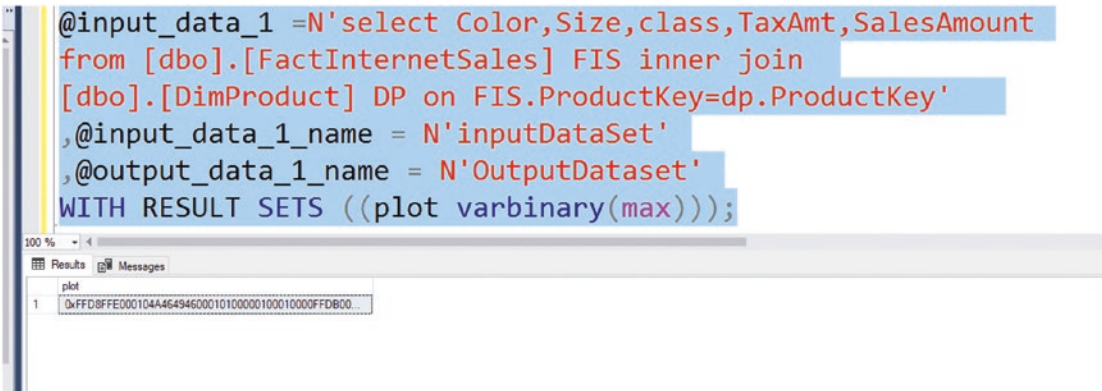 @input_data_1 =N'select Color,Size,class,TaxAmt,SalesAmount
from [dbo].[FactInternetSales] FIS inner join
[dbo].[DimProduct] DP on FIS.ProductKey=dp.ProductKey'
,@input_data_1_name = N'inputDataSet'
,@output_data_1_name = N'OutputDataset'
WITH RESULT SETS ((plot varbinary(max)));
100 %
Results Messages
plot
1 0xFFD8FFE000104A46494600010100000100010000FFDB00...